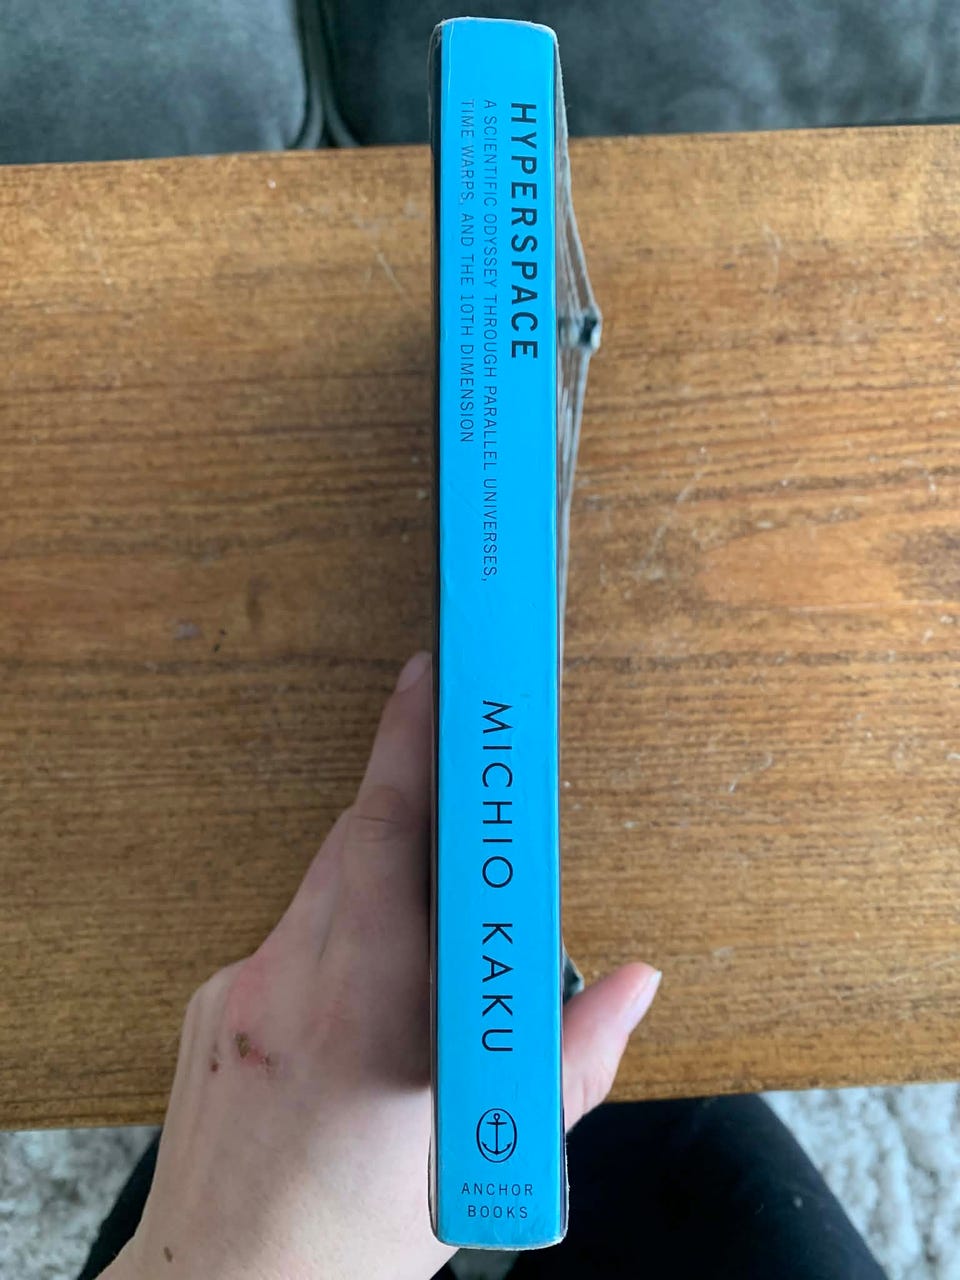 HYPERSPACE
A SCIENTIFIC ODYSSEY THROUGH PARALLEL UNIVERSES,
TIME WARPS, AND THE 10TH DIMENSION
MICHIO KAKU
ANCHOR
BOOKS